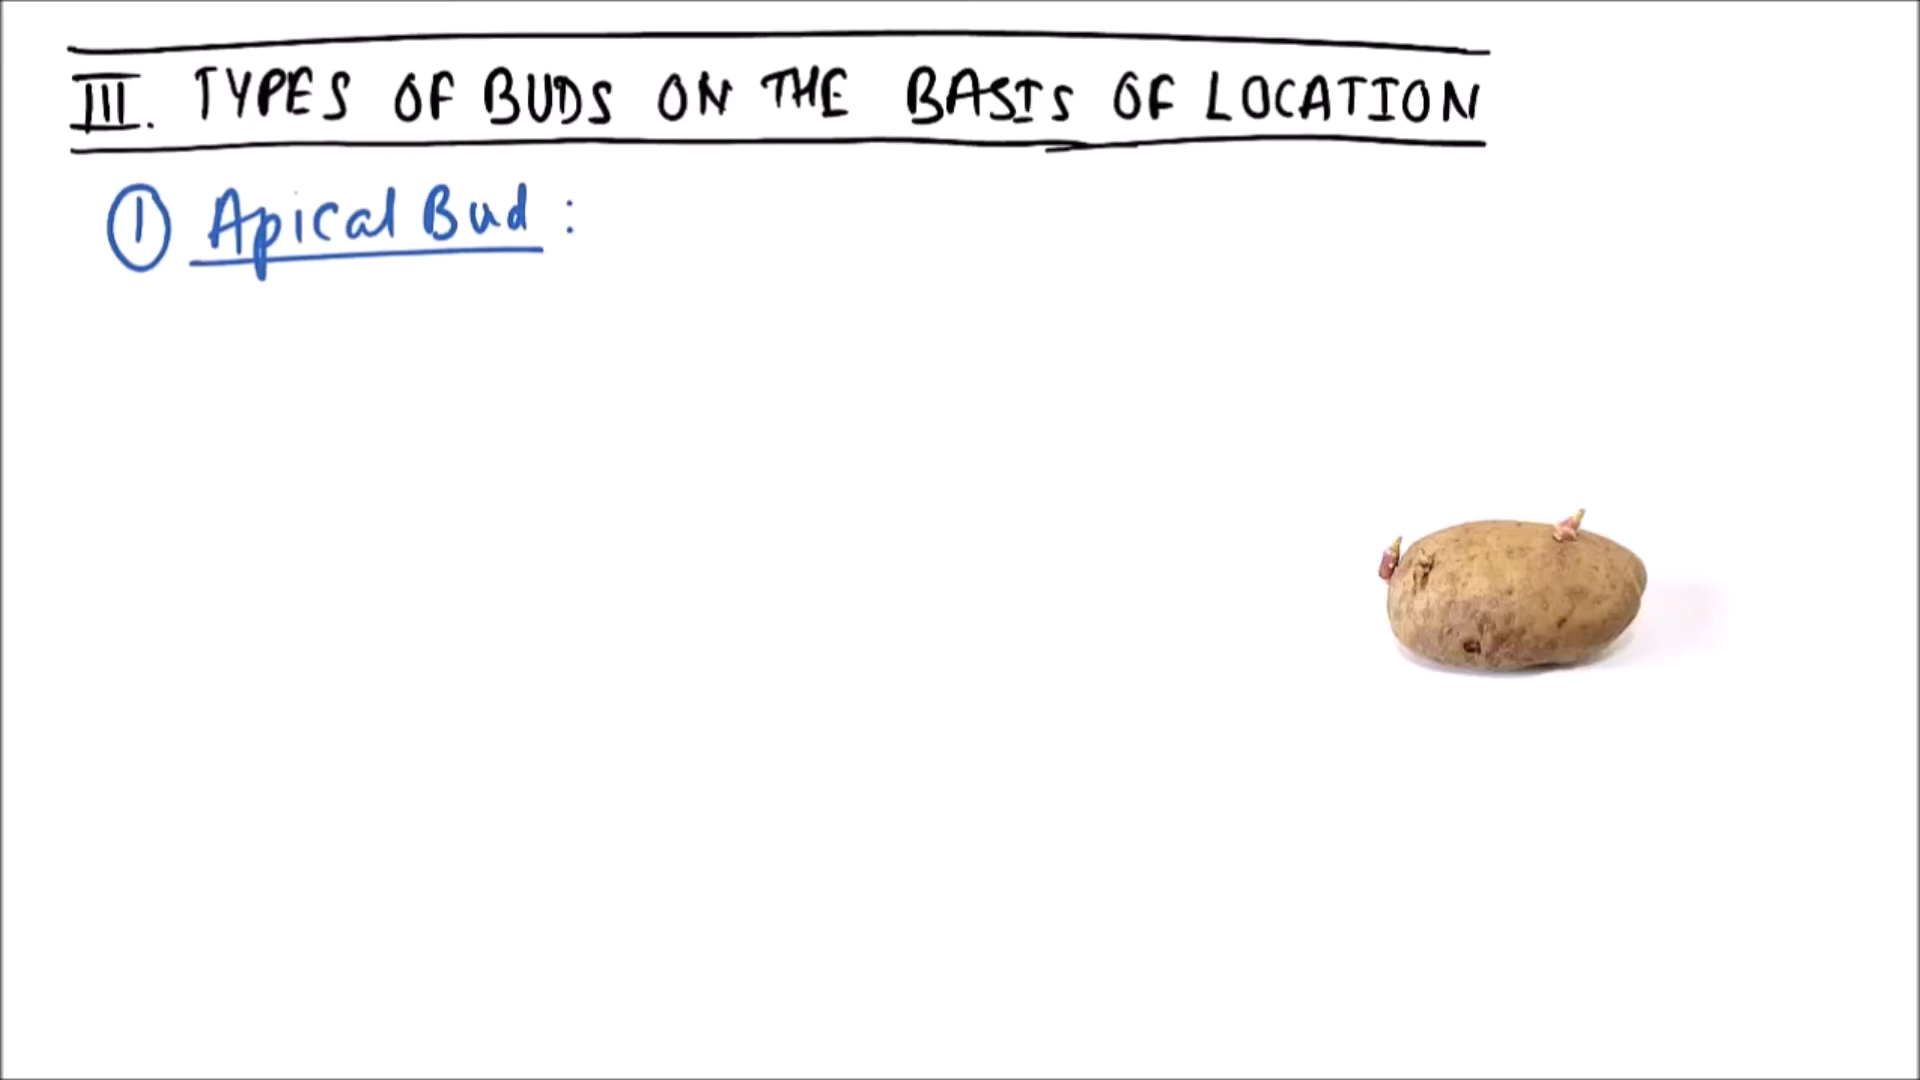 III. TYPES OF BUDS ON THE BASIS OF LOCATION
① Apical Bud :